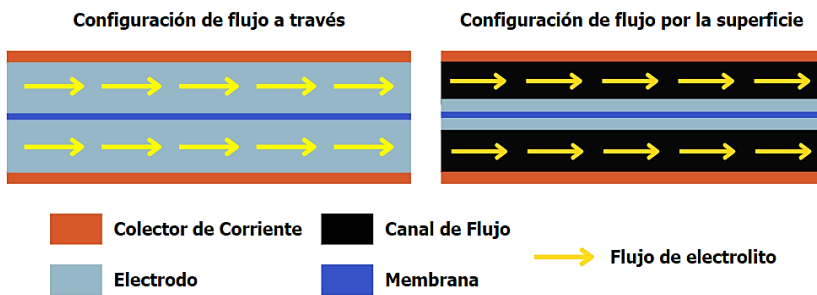 Configuración de flujo a través
Configuración de flujo por la superficie
Colector de Corriente
Canal de Flujo
Flujo de electrolito
Electrodo
Membrana